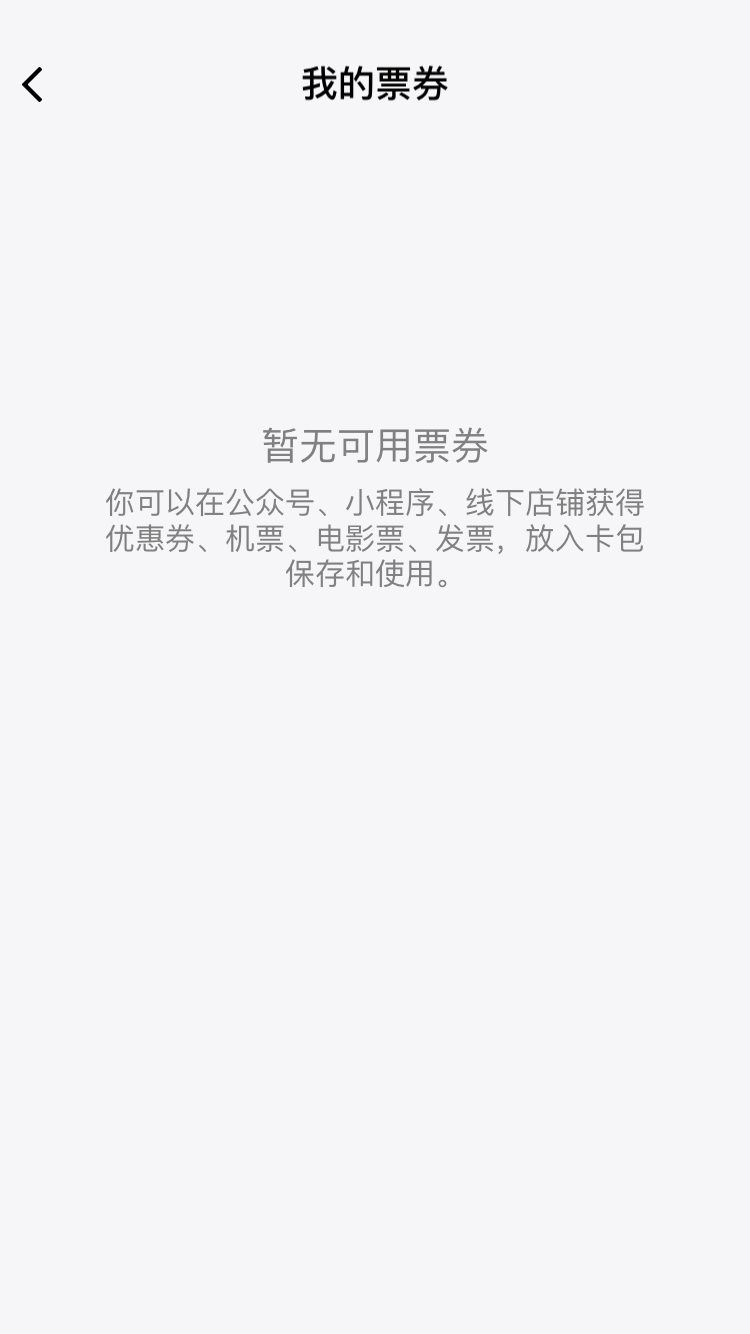 我的票券
暂无可用票券
你可以在公众号、小程序、线下店铺获得
优惠券、机票、电影票、发票，放入卡包
保存和使用。